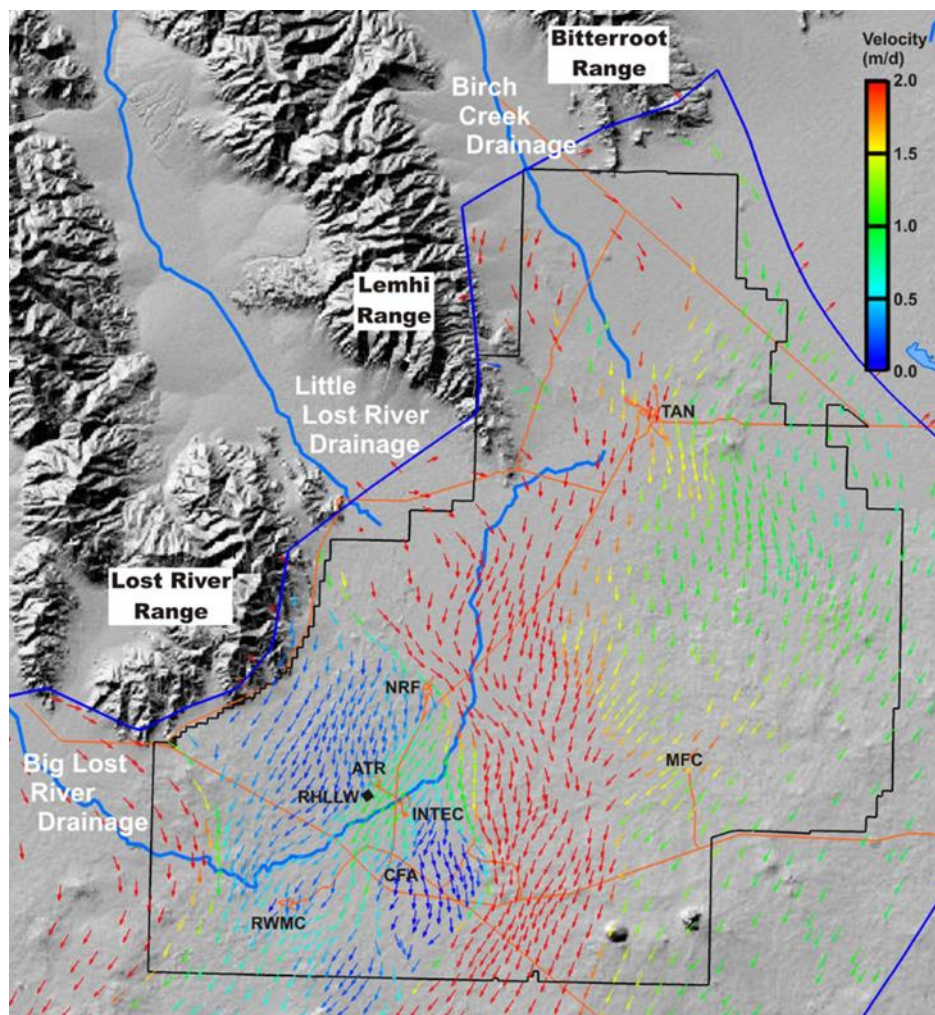 Bitterroot
Range
Velocity
(m/d)
2.0
1.5
1.0
0.5
0.0
Birch
Creek
Drainage
Lemhi
Range
Little
Lost River
Drainage
TAN
Lost River
Range
NRF
MFC
ATR
RHLLW
INTEC
Big Lost
River
Drainage
CFA
RWMC